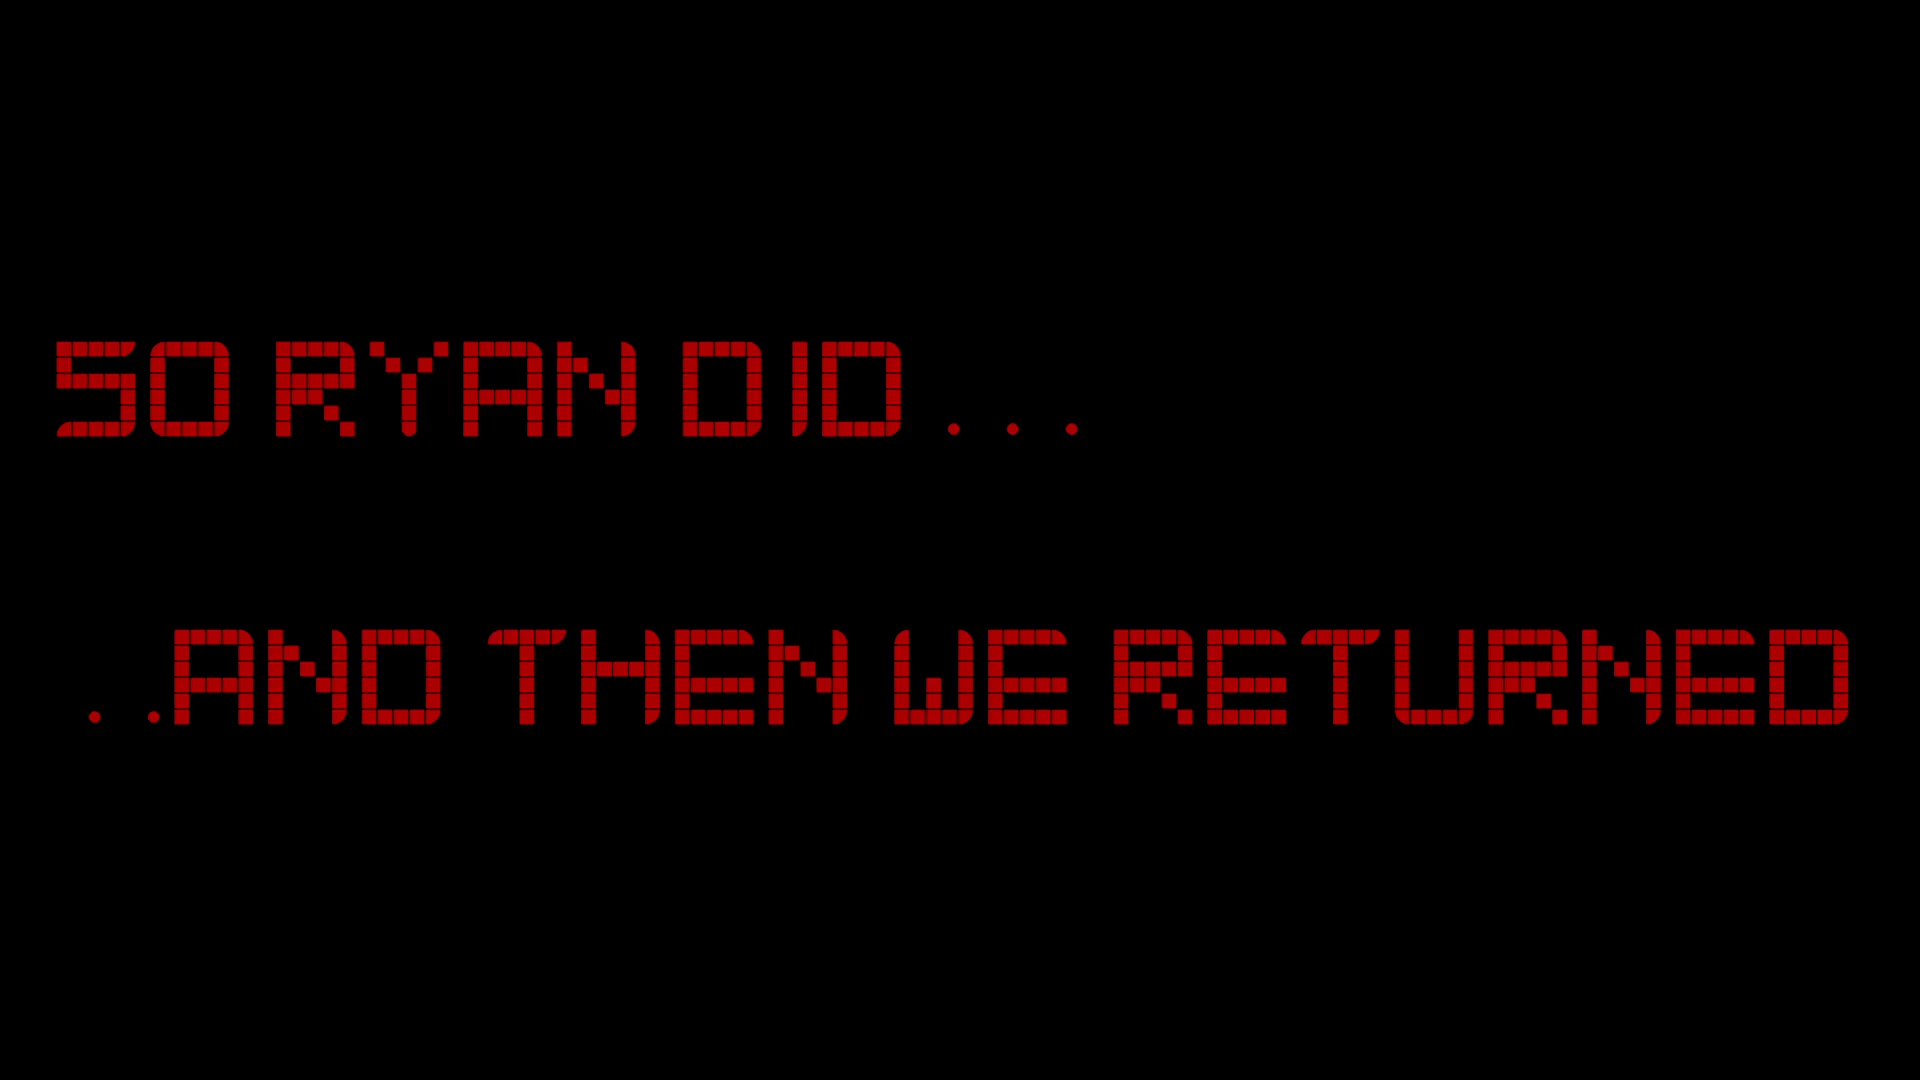 SO RYAN DID . . .
. .AND THEN WE RETURNED